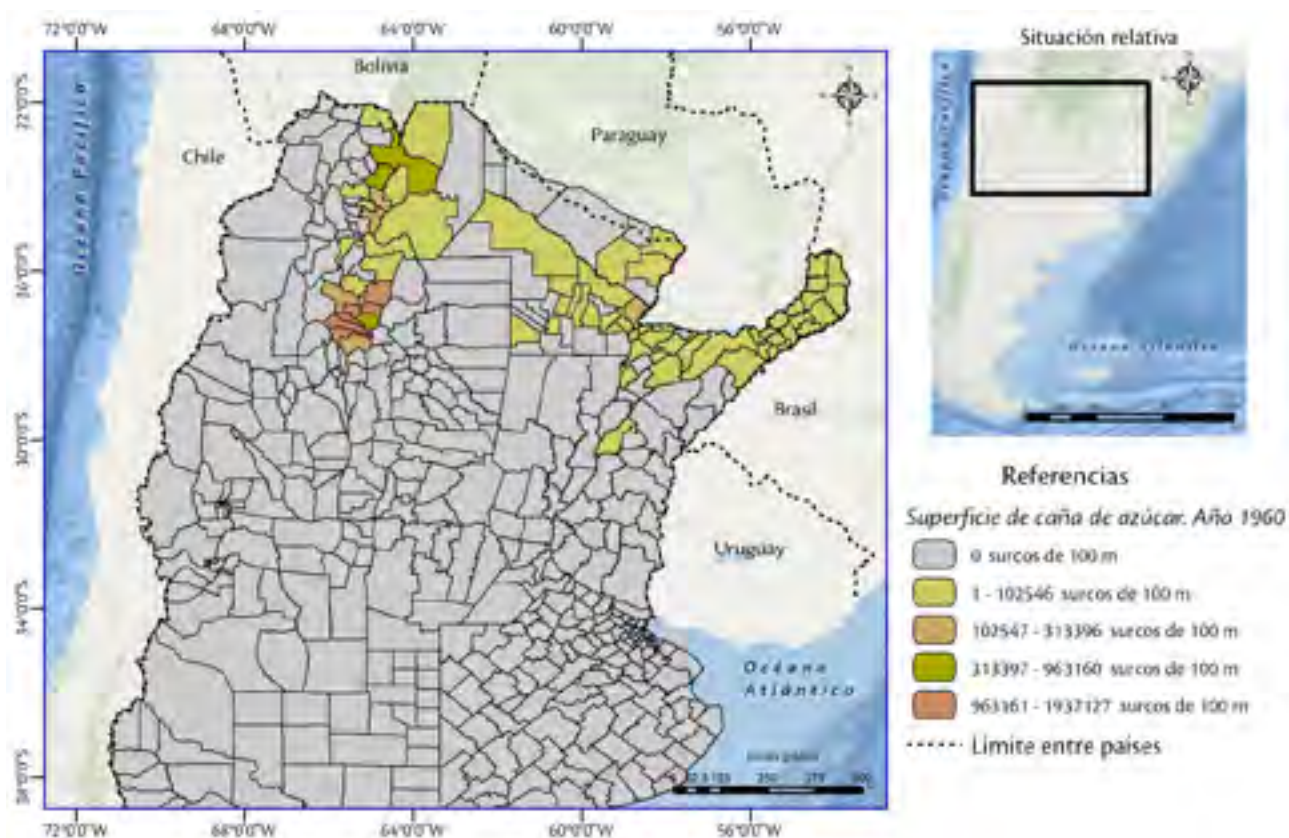 72°0'0"W 68°0'0"W 64°0'0"W 60°0'0"W 56°0'0"W
Situación relativa
Bolivia
Paraguay
Chile
Océano Pacífico
Brasil
Uruguay
Océano
Atlántico
Referencias
Superficie de caña de azúcar. Año 1960
0 surcos de 100 m
1 - 102546 surcos de 100 m
102547 - 313396 surcos de 100 m
313397 - 963160 surcos de 100 m
963161 - 1937127 surcos de 100 m
Limite entre países
72°0'0"W 68°0'0"W 64°0'0"W 60°0'0"W 56°0'0"W